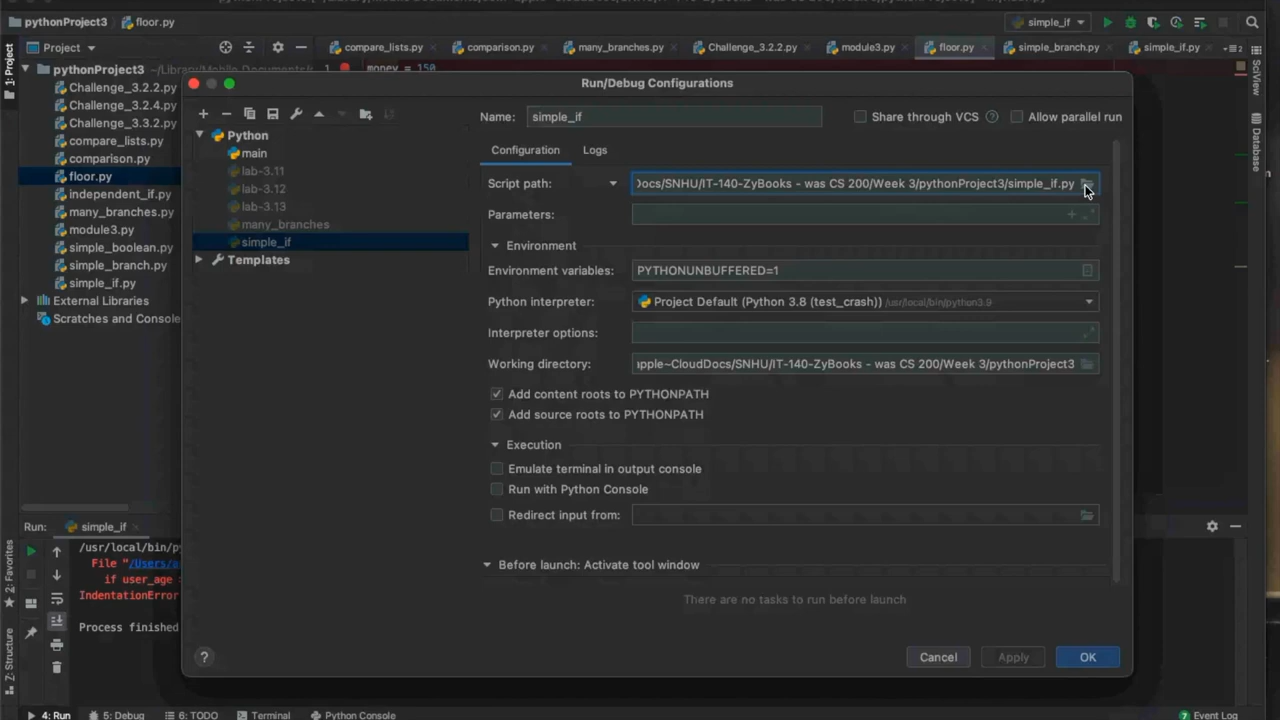 pythonProject3
floor.py
simple_if
Project
compare_lists.py
comparison.py
many_branches.py
Challenge_3.2.2.py
module3.py
floor.py
simple_branch.py
simple_if.py
1: Project
pythonProject3
1
money = 150
Challenge_3.2.2.py
Challenge_3.2.4.py
Challenge_3.3.2.py
compare_lists.py
comparison.py
floor.py
independent_if.py
many_branches.py
module3.py
simple_boolean.py
simple_branch.py
simple_if.py
External Libraries
Scratches and Console
SciView
Database
Run/Debug Configurations
Python
main
lab-3.11
lab-3.12
lab-3.13
many_branches
simple_if
Templates
Name: simple_if
Share through VCS
Allow parallel run
Configuration
Logs
Script path: Docs/SNHU/IT-140-ZyBooks - was CS 200/Week 3/pythonProject3/simple_if.py
Parameters:
Environment
Environment variables: PYTHONUNBUFFERED=1
Python interpreter: Project Default (Python 3.8 (test_crash)) /usr/local/bin/python3.9
Interpreter options:
Working directory: apple~CloudDocs/SNHU/IT-140-ZyBooks - was CS 200/Week 3/pythonProject3
Add content roots to PYTHONPATH
Add source roots to PYTHONPATH
Execution
Emulate terminal in output console
Run with Python Console
Redirect input from:
Before launch: Activate tool window
There are no tasks to run before launch
?
Cancel
Apply
OK
Run:
simple_if
/usr/local/bin/py
File "/Users/a
if user_age
IndentationError
Process finished
2: Favorites
7: Structure
4: Run
5: Debug
6: TODO
Terminal
Python Console
7
Event Log